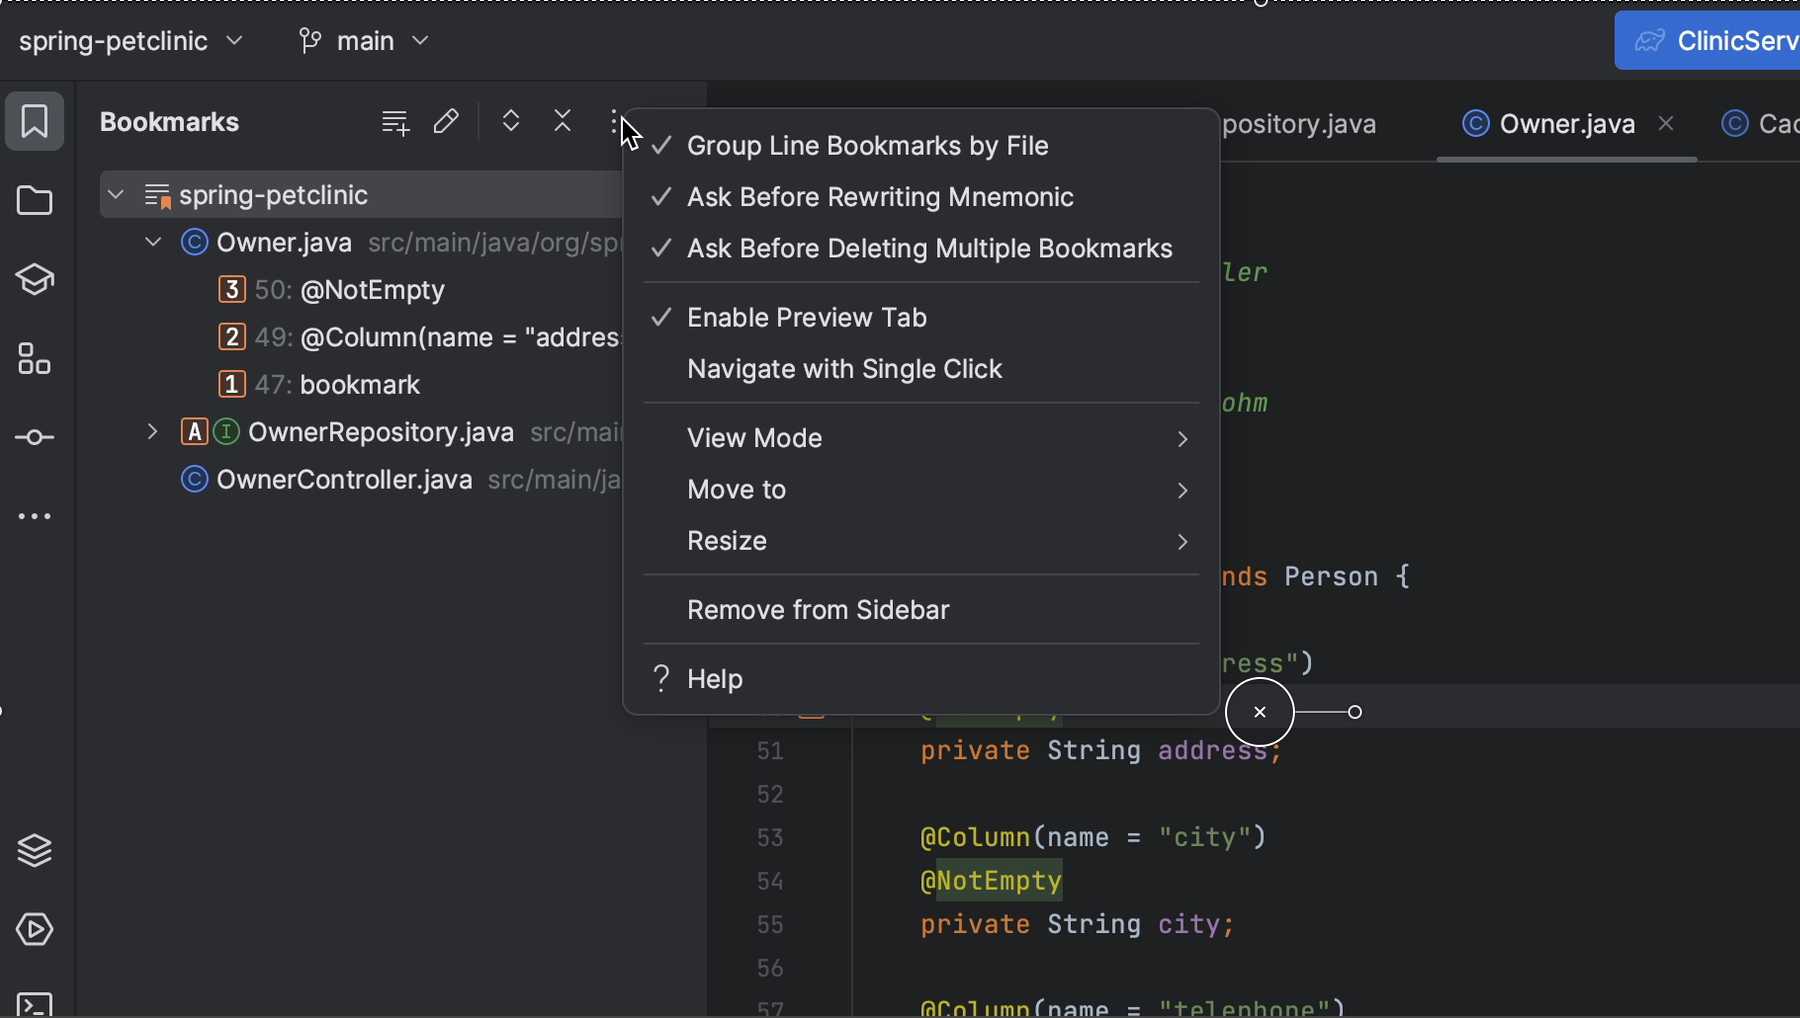 spring-petclinic
main
ClinicServ
Bookmarks
Group Line Bookmarks by File
Ask Before Rewriting Mnemonic
Ask Before Deleting Multiple Bookmarks
Enable Preview Tab
Navigate with Single Click
View Mode
Move to
Resize
Remove from Sidebar
? Help
spring-petclinic
Owner.java src/main/java/org/sp
3 50: @NotEmpty
2 49: @Column(name = "addres
1 47: bookmark
A I OwnerRepository.java src/mai
C OwnerController.java src/main/ja
pository.java
C Owner.java
C Cac
ler
ohm
nds Person {
ress")
51 private String address;
52
53 @Column(name = "city")
54 @NotEmpty
55 private String city;
56
57 @Column(name = "telephone")